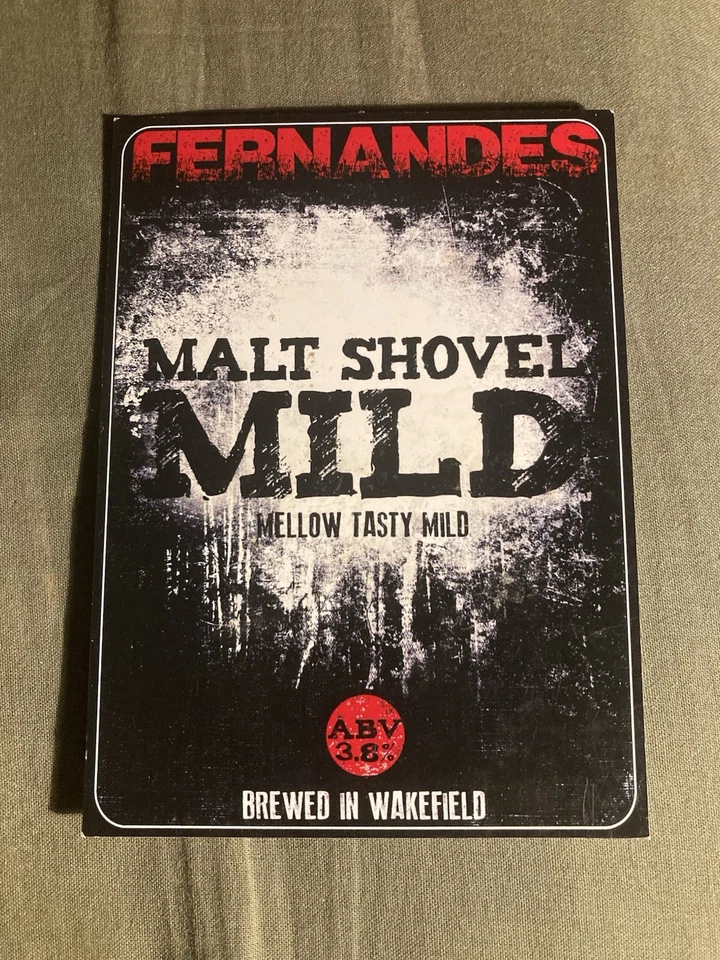 FERNANDES
MALT SHOVEL
MILD
MELLOW TASTY MILD
ABV
3.8%
BREWED IN WAKEFIELD